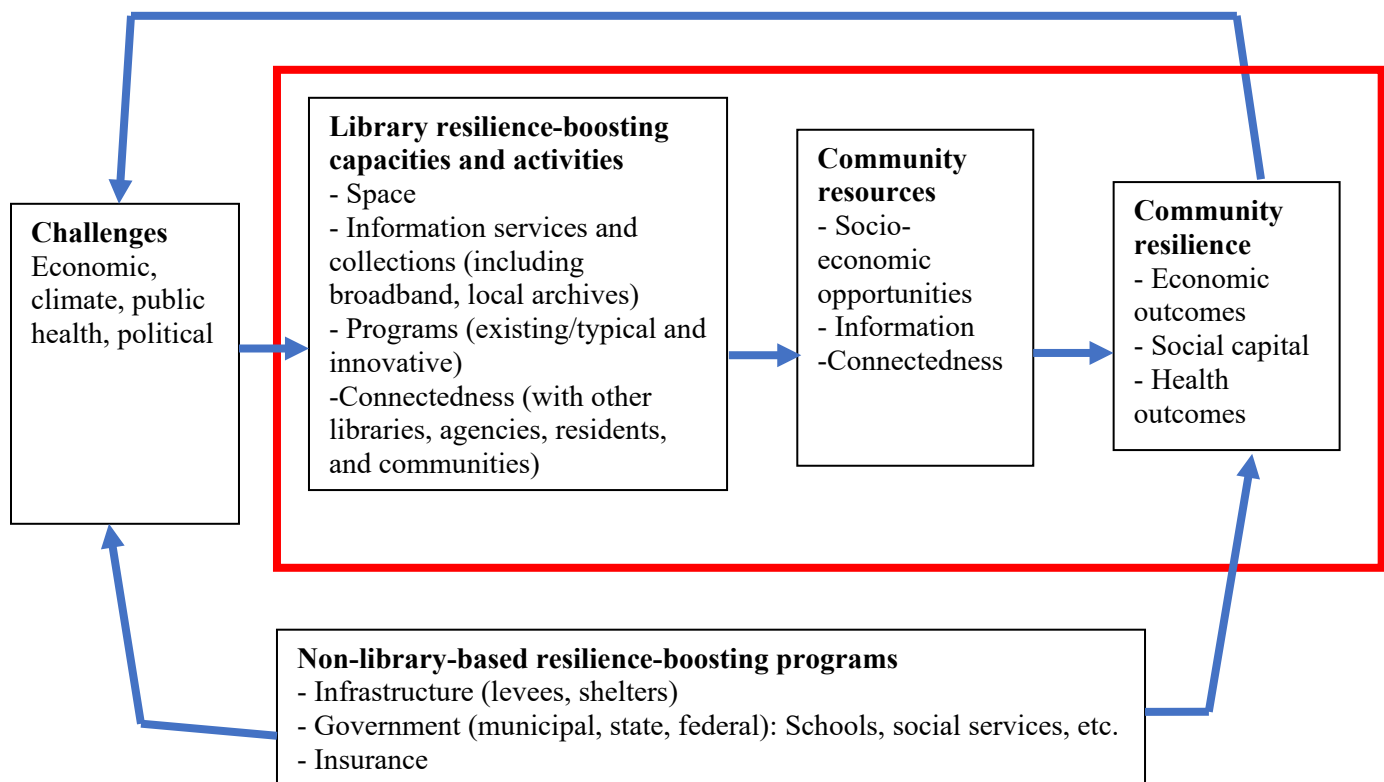 Challenges
Economic,
climate, public
health, political
Library resilience-boosting
capacities and activities
- Space
- Information services and
collections (including
broadband, local archives)
- Programs (existing/typical and
innovative)
-Connectedness (with other
libraries, agencies, residents,
and communities)
Community
resources
- Socio-
economic
opportunities
- Information
-Connectedness
Community
resilience
- Economic
outcomes
- Social capital
- Health
outcomes
Non-library-based resilience-boosting programs
- Infrastructure (levees, shelters)
- Government (municipal, state, federal): Schools, social services, etc.
- Insurance